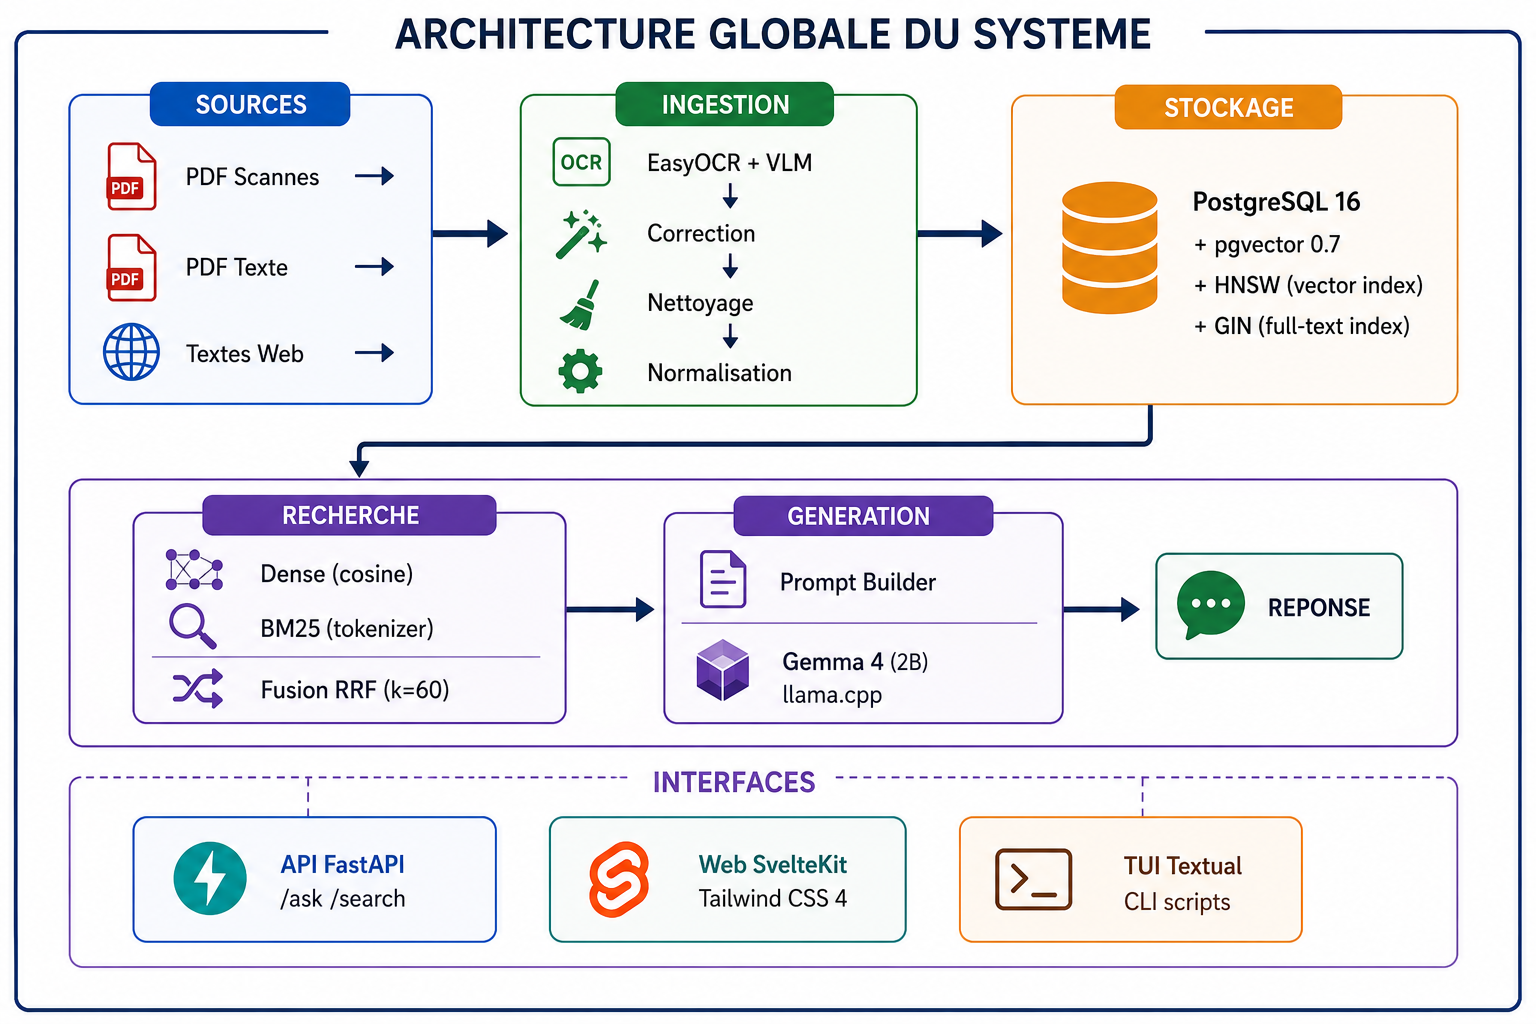 ARCHITECTURE GLOBALE DU SYSTEME
SOURCES
PDF
PDF Scannes
PDF
PDF Texte
Textes Web
INGESTION
OCR
EasyOCR + VLM
Correction
Nettoyage
Normalisation
STOCKAGE
PostgreSQL 16
+ pgvector 0.7
+ HNSW (vector index)
+ GIN (full-text index)
RECHERCHE
Dense (cosine)
BM25 (tokenizer)
Fusion RRF (k=60)
GENERATION
Prompt Builder
Gemma 4 (2B)
llama.cpp
REPONSE
INTERFACES
API FastAPI
/ask /search
Web SvelteKit
Tailwind CSS 4
TUI Textual
CLI scripts